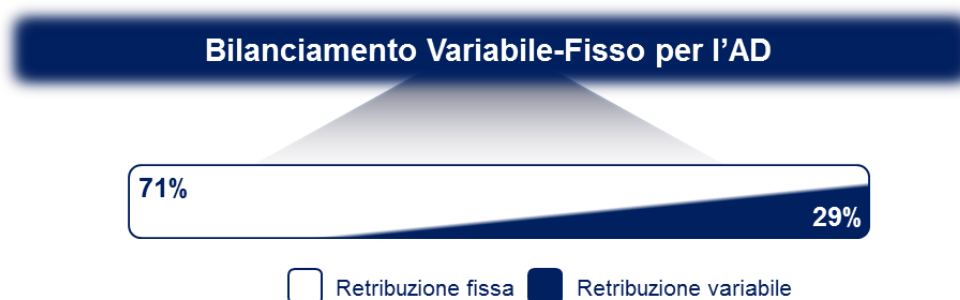 Bilanciamento Variabile-Fisso per l’AD
71%
29%
Retribuzione fissa
Retribuzione variabile